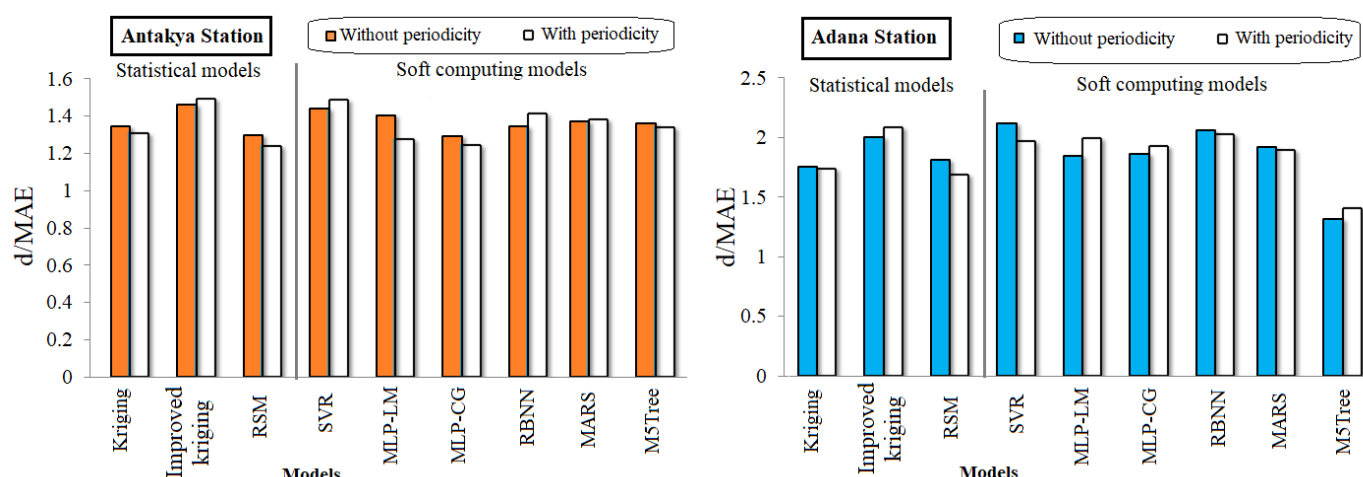 Antakya Station
Without periodicity
With periodicity
Statistical models
Soft computing models
d/MAE
1.6
1.4
1.2
1
0.8
0.6
0.4
0.2
0
Kriging
Improved
kriging
RSM
SVR
MLP-LM
MLP-CG
RBNN
MARS
M5Tree
Models
Adana Station
Without periodicity
With periodicity
Statistical models
Soft computing models
d/MAE
2.5
2
1.5
1
0.5
0
Kriging
Improved
kriging
RSM
SVR
MLP-LM
MLP-CG
RBNN
MARS
M5Tree
Models